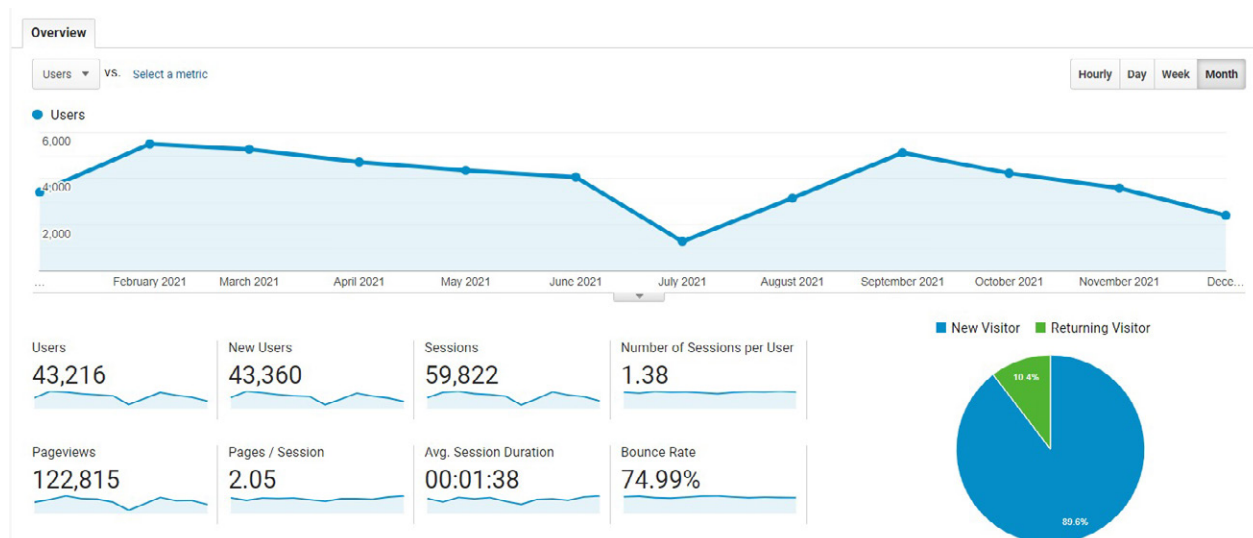 Overview
Users vs. Select a metric
Hourly Day Week Month
Users
6,000
4,000
2,000
... February 2021 March 2021 April 2021 May 2021 June 2021 July 2021 August 2021 September 2021 October 2021 November 2021 Dece...
New Visitor Returning Visitor
Users New Users Sessions Number of Sessions per User
43,216 43,360 59,822 1.38
10.4%
Pageviews Pages / Session Avg. Session Duration Bounce Rate
122,815 2.05 00:01:38 74.99%
89.6%